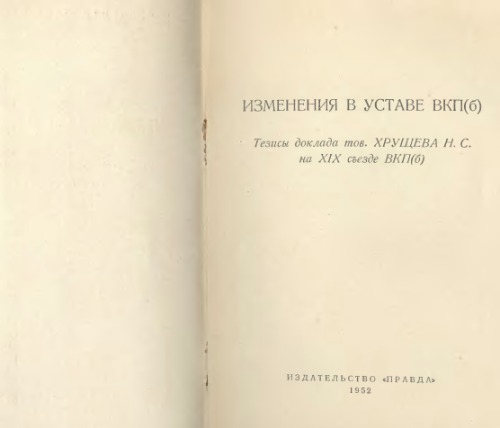 ИЗМЕНЕНИЯ В УСТАВЕ ВКП(б)
Тезисы доклада тов. ХРУЩЕВА Н. С.
на XIX съезде ВКП(б)
ИЗДАТЕЛЬСТВО «ПРАВДА»
1952